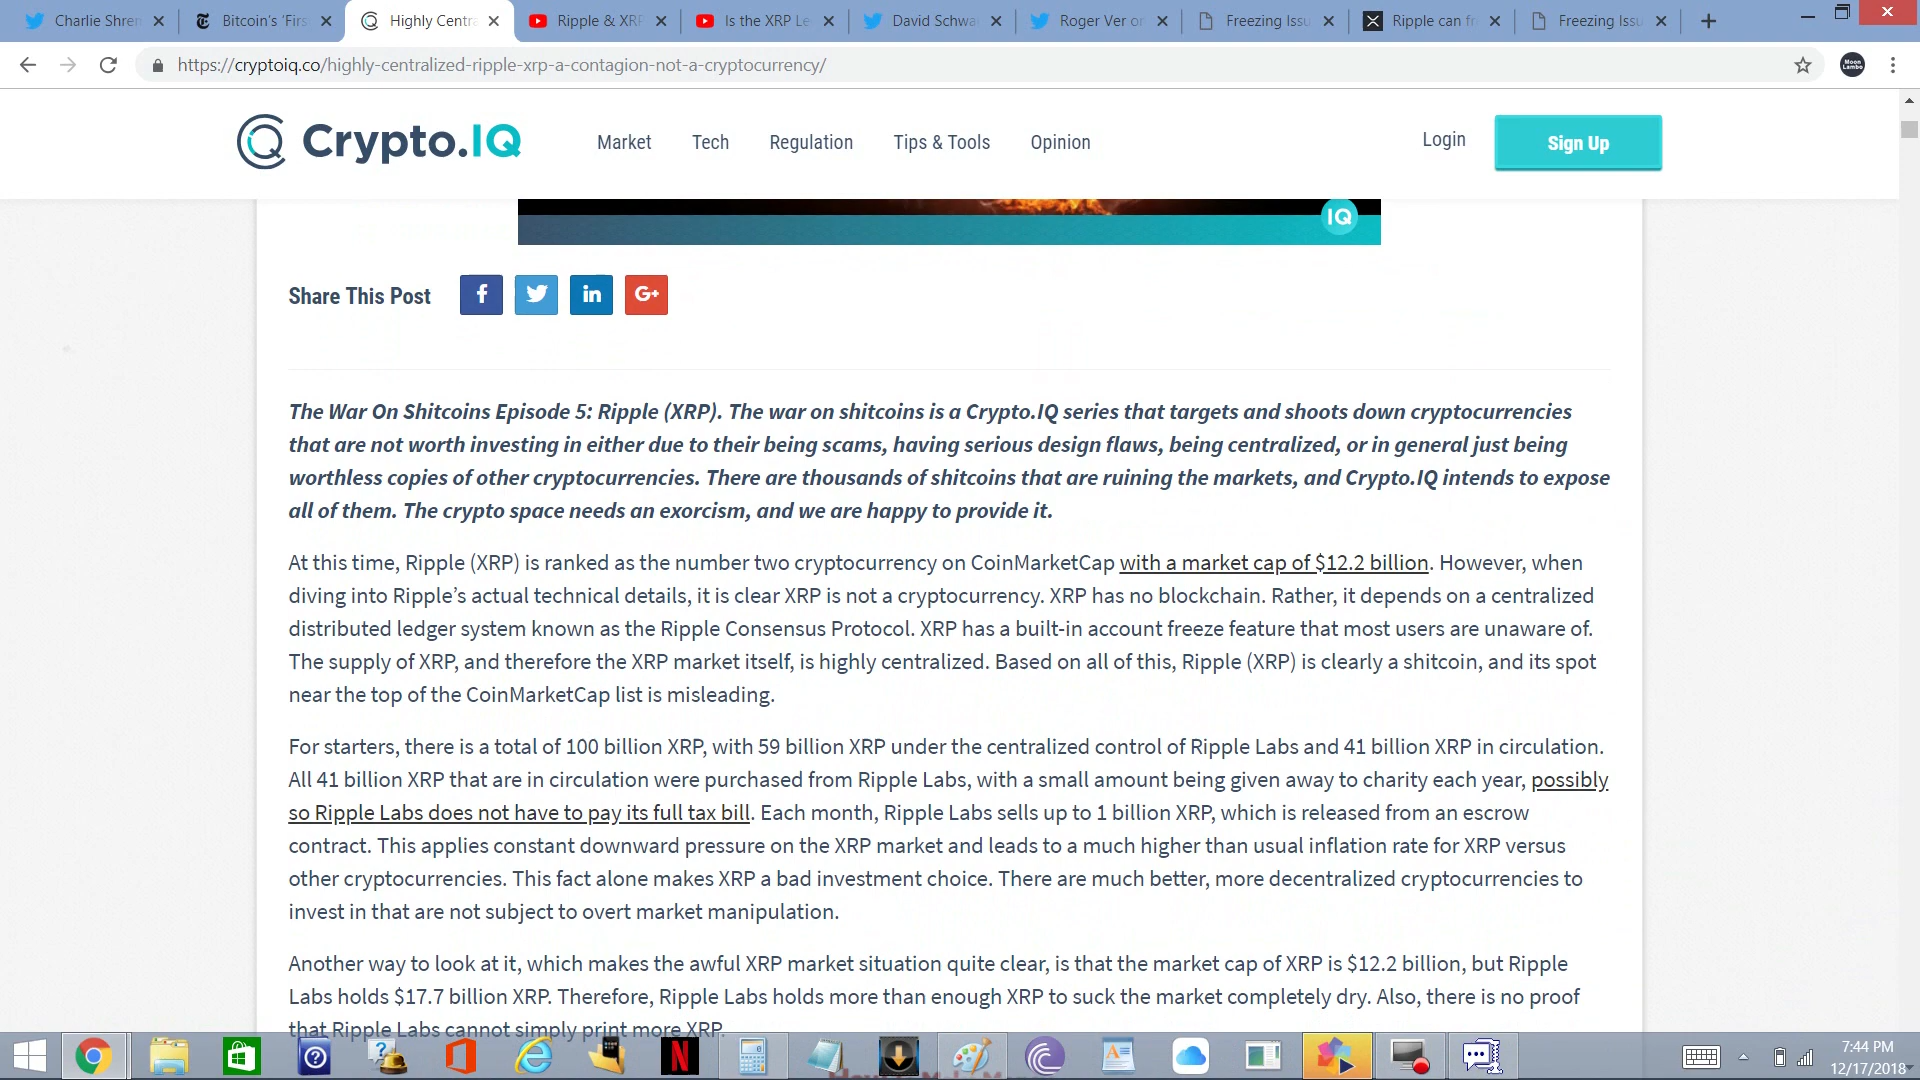 Charlie Shrem
Bitcoin's 'Firs
Highly Centra
Ripple & XRP
Is the XRP Le
David Schwa
Roger Ver on
Freezing Issu
Ripple can fr
Freezing Issu
https://cryptoiq.co/highly-centralized-ripple-xrp-a-contagion-not-a-cryptocurrency/
Moon Lambo
Crypto.IQ
Market
Tech
Regulation
Tips & Tools
Opinion
Login
Sign Up
IQ
Share This Post
The War On Shitcoins Episode 5: Ripple (XRP). The war on shitcoins is a Crypto.IQ series that targets and shoots down cryptocurrencies
that are not worth investing in either due to their being scams, having serious design flaws, being centralized, or in general just being
worthless copies of other cryptocurrencies. There are thousands of shitcoins that are ruining the markets, and Crypto.IQ intends to expose
all of them. The crypto space needs an exorcism, and we are happy to provide it.
At this time, Ripple (XRP) is ranked as the number two cryptocurrency on CoinMarketCap with a market cap of $12.2 billion. However, when
diving into Ripple’s actual technical details, it is clear XRP is not a cryptocurrency. XRP has no blockchain. Rather, it depends on a centralized
distributed ledger system known as the Ripple Consensus Protocol. XRP has a built-in account freeze feature that most users are unaware of.
The supply of XRP, and therefore the XRP market itself, is highly centralized. Based on all of this, Ripple (XRP) is clearly a shitcoin, and its spot
near the top of the CoinMarketCap list is misleading.
For starters, there is a total of 100 billion XRP, with 59 billion XRP under the centralized control of Ripple Labs and 41 billion XRP in circulation.
All 41 billion XRP that are in circulation were purchased from Ripple Labs, with a small amount being given away to charity each year, possibly
so Ripple Labs does not have to pay its full tax bill. Each month, Ripple Labs sells up to 1 billion XRP, which is released from an escrow
contract. This applies constant downward pressure on the XRP market and leads to a much higher than usual inflation rate for XRP versus
other cryptocurrencies. This fact alone makes XRP a bad investment choice. There are much better, more decentralized cryptocurrencies to
invest in that are not subject to overt market manipulation.
Another way to look at it, which makes the awful XRP market situation quite clear, is that the market cap of XRP is $12.2 billion, but Ripple
Labs holds $17.7 billion XRP. Therefore, Ripple Labs holds more than enough XRP to suck the market completely dry. Also, there is no proof
that Ripple Labs cannot simply print more XRP.
7:44 PM
12/17/2018